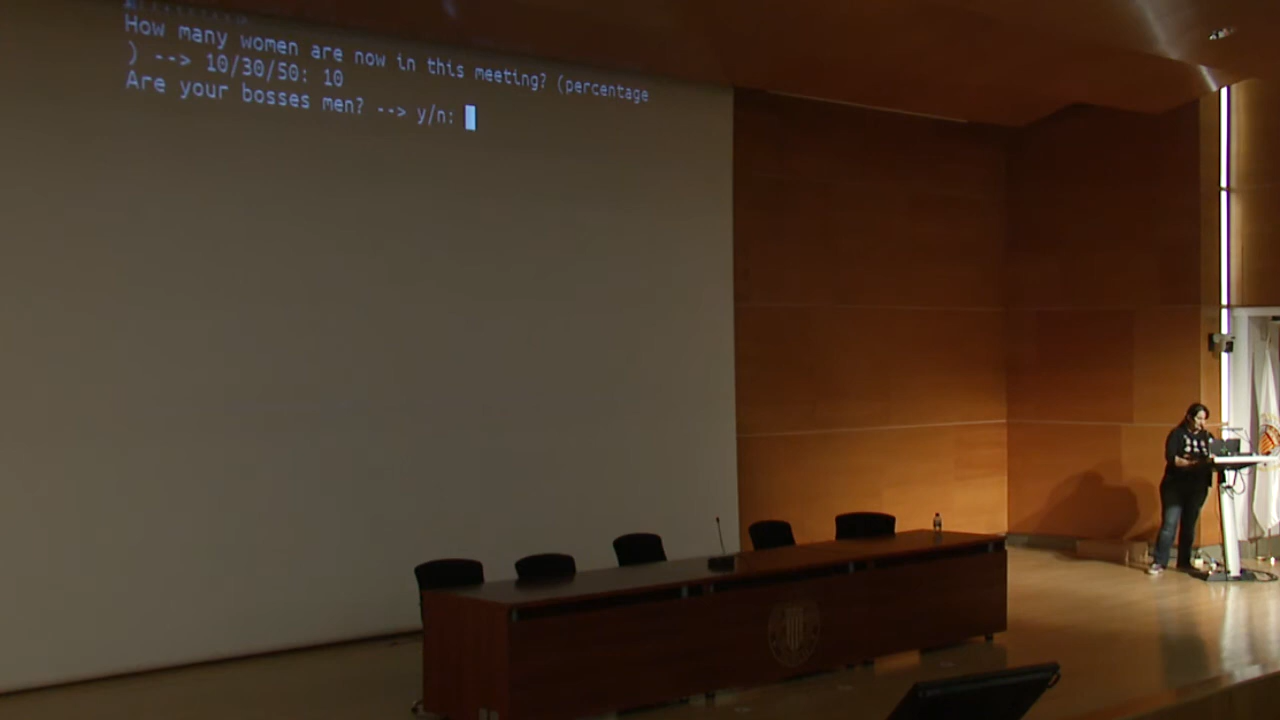 How many women are now in this meeting? (percentage
) --> 10/30/50: 10
Are your bosses men? --> y/n: